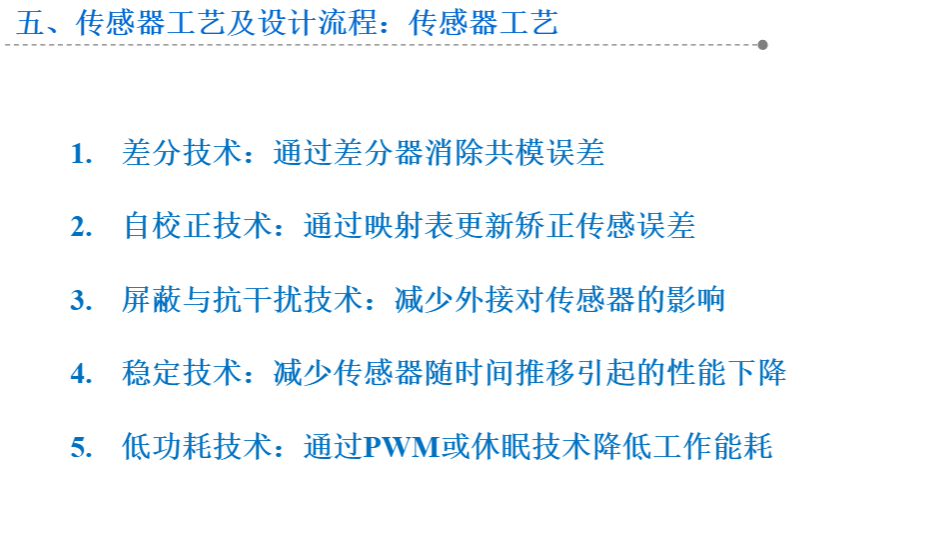 五、传感器工艺及设计流程：传感器工艺
1. 差分技术：通过差分器消除共模误差
2. 自校正技术：通过映射表更新矫正传感误差
3. 屏蔽与抗干扰技术：减少外接对传感器的影响
4. 稳定技术：减少传感器随时间推移引起的性能下降
5. 低功耗技术：通过PWM或休眠技术降低工作能耗